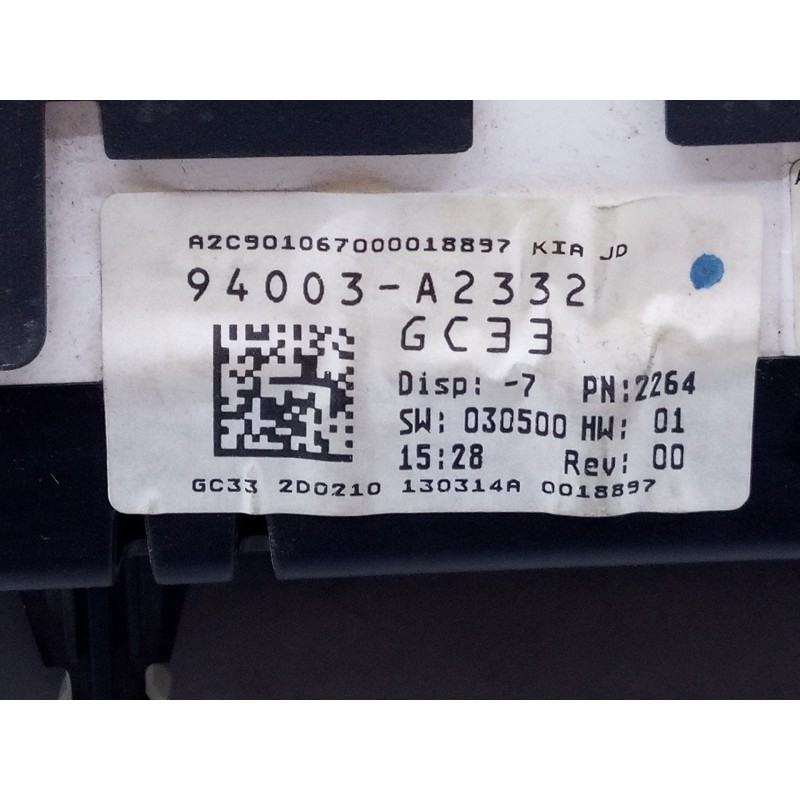 A2C901067000018897 KIA JD
94003-A2332
GC33
Disp: -7 PN:2264
SW: 030500 HW: 01
15:28 Rev: 00
GC33 2D0210 130314A 0018897